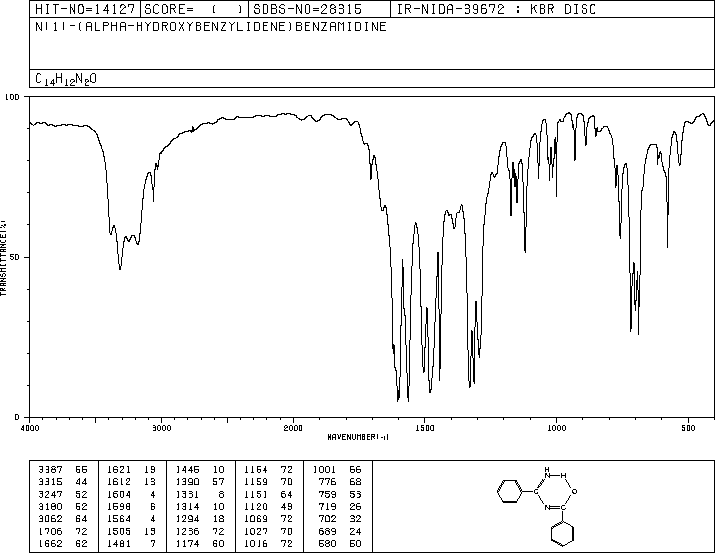 HIT-NO=14127 SCORE= ( ) SDBS-NO=28315 IR-NIDA-39672 : KBR DISC
N(1)-(ALPHA-HYDROXYBENZYLIDENE)BENZAMIDINE
C14H12N2O
100
50
0
TRANSMITTANCE(%)
4000 3000 2000 1500 1000 500
WAVENUMBER(-1)
3387 55 1621 19 1446 10 1164 72 1001 66
3315 44 1612 13 1390 57 1159 70 776 68
3247 52 1604 4 1331 8 1151 64 759 53
3180 52 1598 6 1314 10 1120 49 719 26
3062 64 1564 4 1294 18 1069 72 702 32
1706 72 1505 13 1236 72 1027 70 689 24
1662 62 1481 7 1174 60 1016 72 580 50
NH H
C O
N C